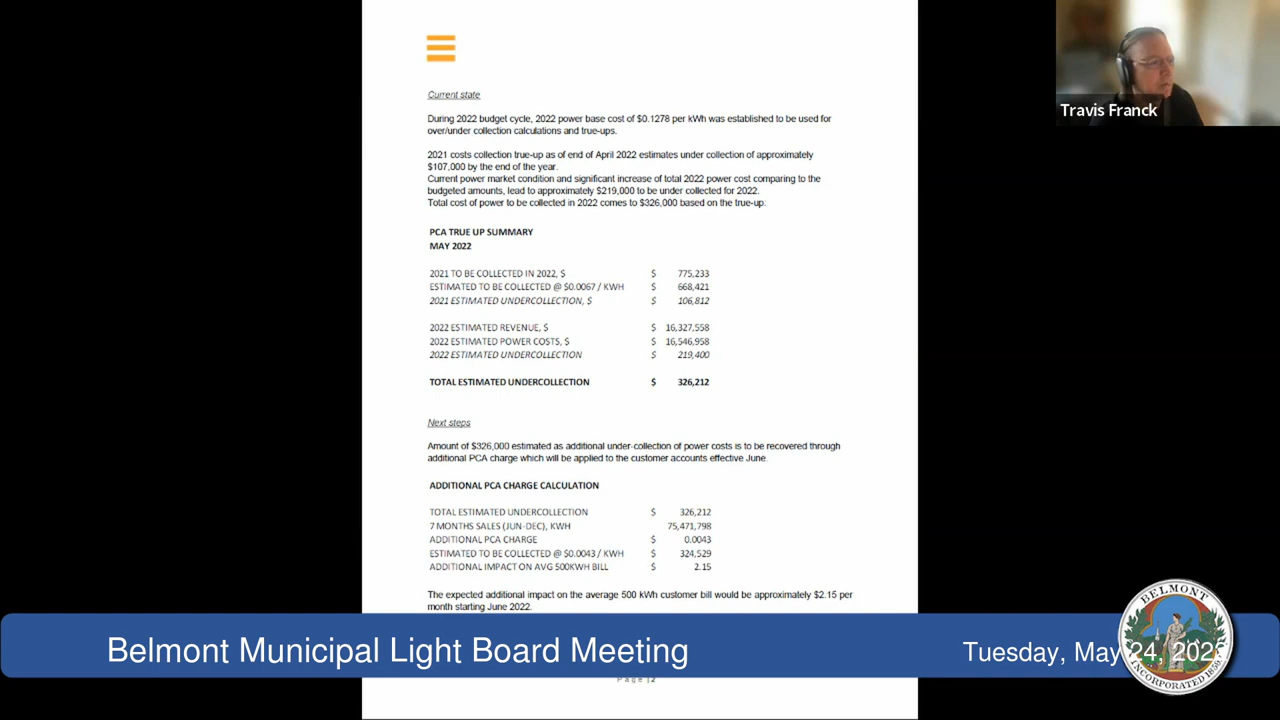 Current state
During 2022 budget cycle, 2022 power base cost of $0.1278 per kWh was established to be used for
over/under collection calculations and true-ups.
2021 costs collection true-up as of end of April 2022 estimates under collection of approximately
$107,000 by the end of the year.
Current power market condition and significant increase of total 2022 power cost comparing to the
budgeted amounts, lead to approximately $219,000 to be under collected for 2022.
Total cost of power to be collected in 2022 comes to $326,000 based on the true-up:
PCA TRUE UP SUMMARY
MAY 2022
2021 TO BE COLLECTED IN 2022, $ $ 775,233
ESTIMATED TO BE COLLECTED @ $0.0067 / KWH $ 668,421
2021 ESTIMATED UNDERCOLLECTION, $ $ 106,812
2022 ESTIMATED REVENUE, $ $ 16,327,558
2022 ESTIMATED POWER COSTS, $ $ 16,546,958
2022 ESTIMATED UNDERCOLLECTION $ 219,400
TOTAL ESTIMATED UNDERCOLLECTION $ 326,212
Next steps
Amount of $326,000 estimated as additional under-collection of power costs is to be recovered through
additional PCA charge which will be applied to the customer accounts effective June.
ADDITIONAL PCA CHARGE CALCULATION
TOTAL ESTIMATED UNDERCOLLECTION $ 326,212
7 MONTHS SALES (JUN-DEC), KWH 75,471,798
ADDITIONAL PCA CHARGE $ 0.0043
ESTIMATED TO BE COLLECTED @ $0.0043 / KWH $ 324,529
ADDITIONAL IMPACT ON AVG 500KWH BILL $ 2.15
The expected additional impact on the average 500 kWh customer bill would be approximately $2.15 per
month starting June 2022.
Page | 2
Travis Franck
Belmont Municipal Light Board Meeting
Tuesday, May 24, 202
BELMONT
INCORPORATED 1859